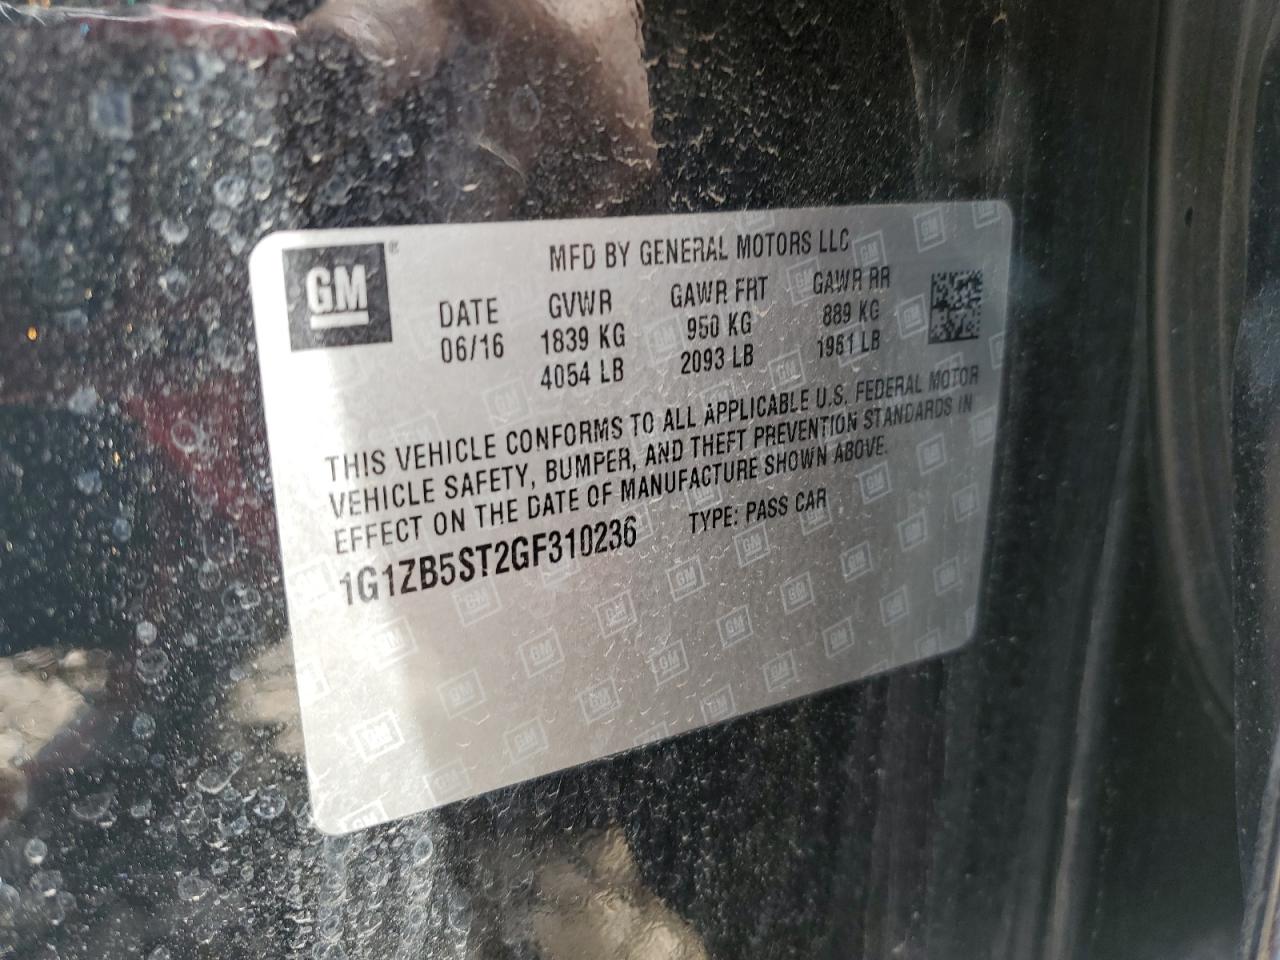 GM
®
MFD BY GENERAL MOTORS LLC
DATE GVWR GAWR FRT GAWR RR
06/16 1839 KG 950 KG 889 KG
4054 LB 2093 LB 1961 LB
THIS VEHICLE CONFORMS TO ALL APPLICABLE U.S. FEDERAL MOTOR
VEHICLE SAFETY, BUMPER, AND THEFT PREVENTION STANDARDS IN
EFFECT ON THE DATE OF MANUFACTURE SHOWN ABOVE.
1G1ZB5ST2GF310236 TYPE: PASS CAR